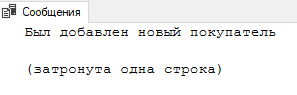 Сообщения
Был добавлен новый покупатель
(затронута одна строка)